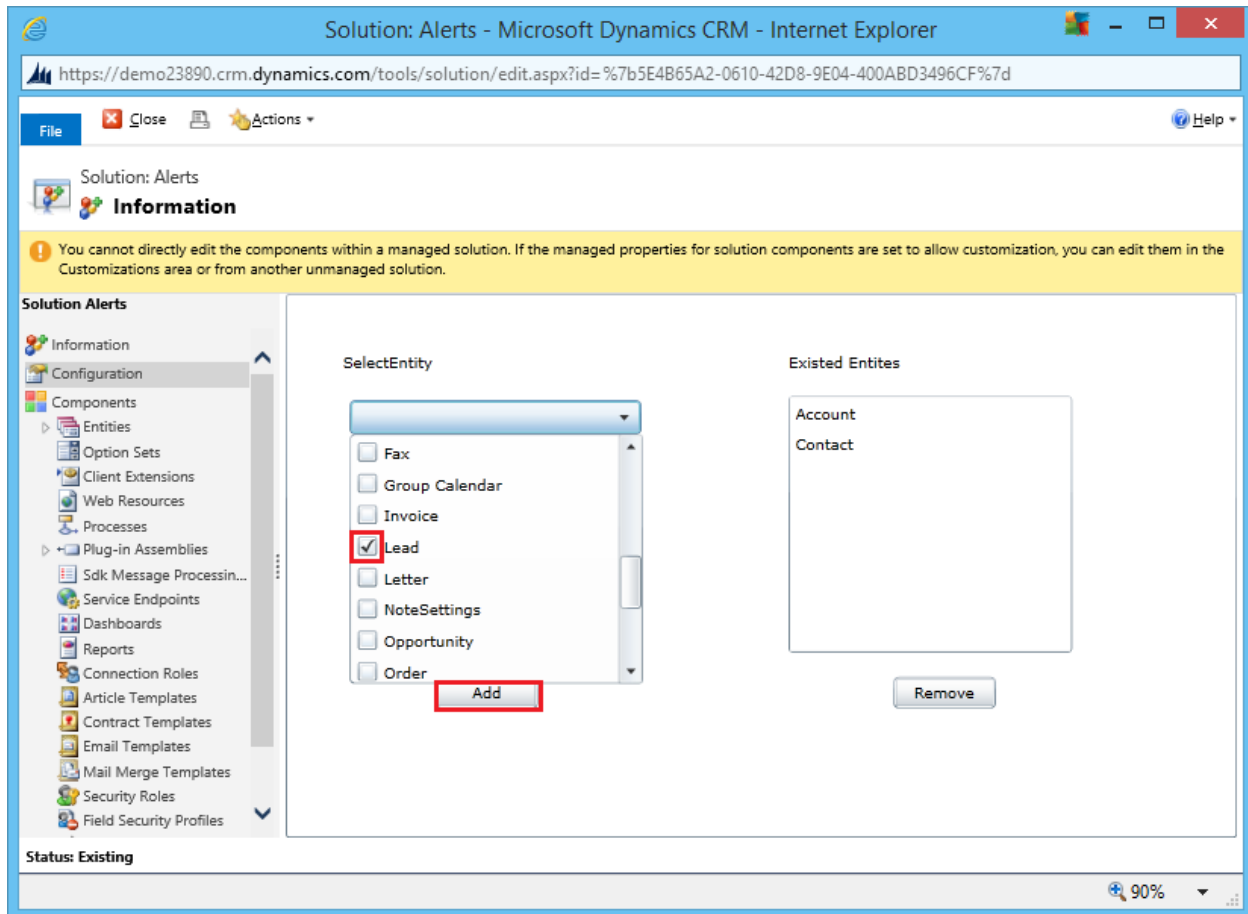 Solution: Alerts - Microsoft Dynamics CRM - Internet Explorer
https://demo23890.crm.dynamics.com/tools/solution/edit.aspx?id=%7b5E4B65A2-0610-42D8-9E04-400ABD3496CF%7d
File
Close
Actions
Help
Solution: Alerts
Information
You cannot directly edit the components within a managed solution. If the managed properties for solution components are set to allow customization, you can edit them in the
Customizations area or from another unmanaged solution.
Solution Alerts
Information
Configuration
Components
Entities
Option Sets
Client Extensions
Web Resources
Processes
Plug-in Assemblies
Sdk Message Processin...
Service Endpoints
Dashboards
Reports
Connection Roles
Article Templates
Contract Templates
Email Templates
Mail Merge Templates
Security Roles
Field Security Profiles
SelectEntity
Fax
Group Calendar
Invoice
Lead
Letter
NoteSettings
Opportunity
Order
Add
Existed Entites
Account
Contact
Remove
Status: Existing
90%